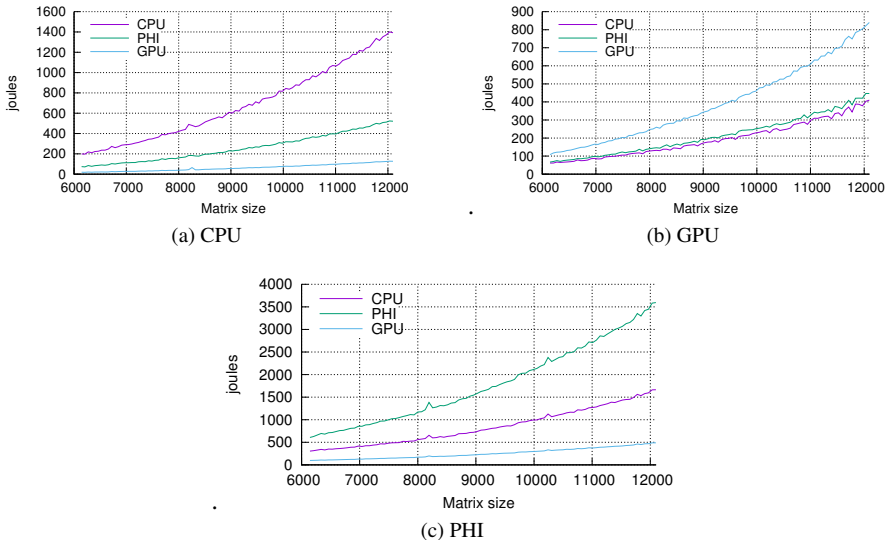 1600
1400
1200
1000
800
600
400
200
0
joules
CPU
PHI
GPU
6000 7000 8000 9000 10000 11000 12000
Matrix size
(a) CPU
900
800
700
600
500
400
300
200
100
0
joules
CPU
PHI
GPU
6000 7000 8000 9000 10000 11000 12000
Matrix size
.
(b) GPU
4000
3500
3000
2500
2000
1500
1000
500
0
joules
CPU
PHI
GPU
6000 7000 8000 9000 10000 11000 12000
Matrix size
.
(c) PHI